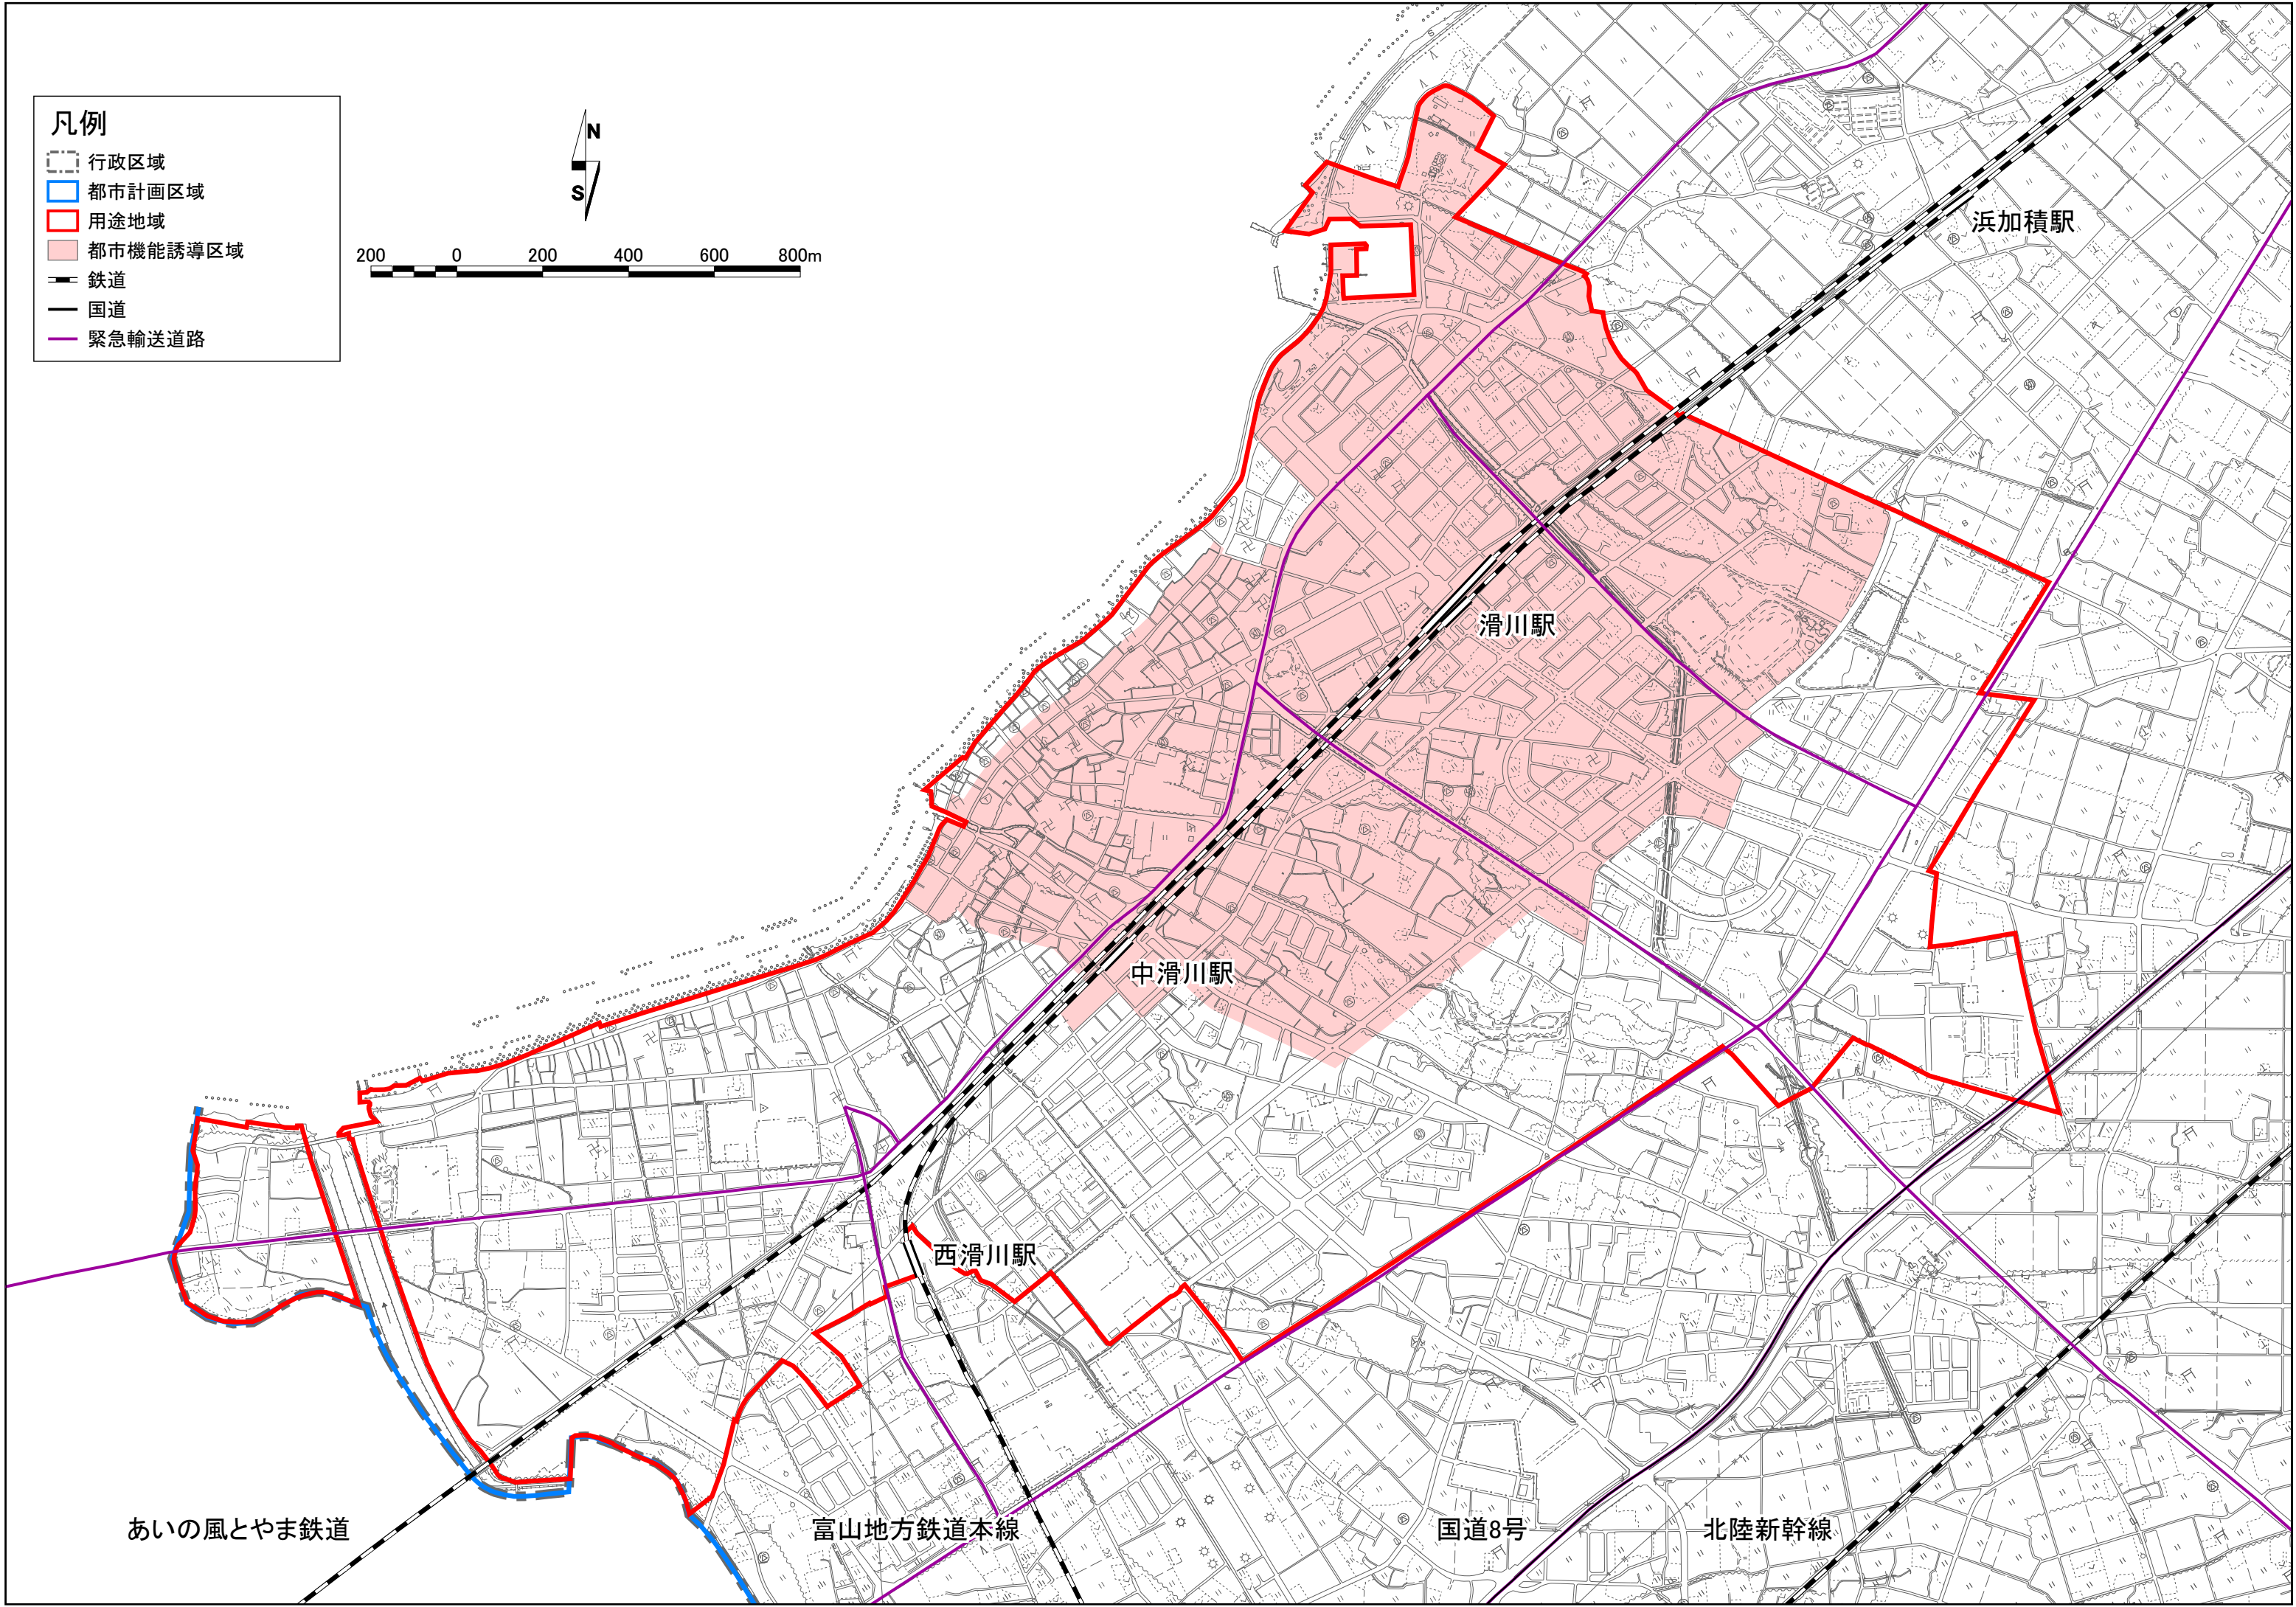 凡例
行政区域
都市計画区域
用途地域
都市機能誘導区域
鉄道
国道
緊急輸送道路
N
S
200 0 200 400 600 800m
浜加積駅
滑川駅
中滑川駅
西滑川駅
あいの風とやま鉄道
富山地方鉄道本線
国道8号
北陸新幹線